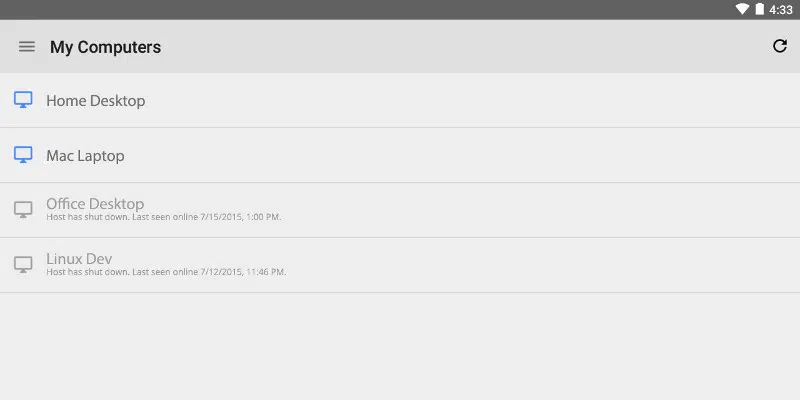 4:33
My Computers
Home Desktop
Mac Laptop
Office Desktop
Host has shut down. Last seen online 7/15/2015, 1:00 PM.
Linux Dev
Host has shut down. Last seen online 7/12/2015, 11:46 PM.